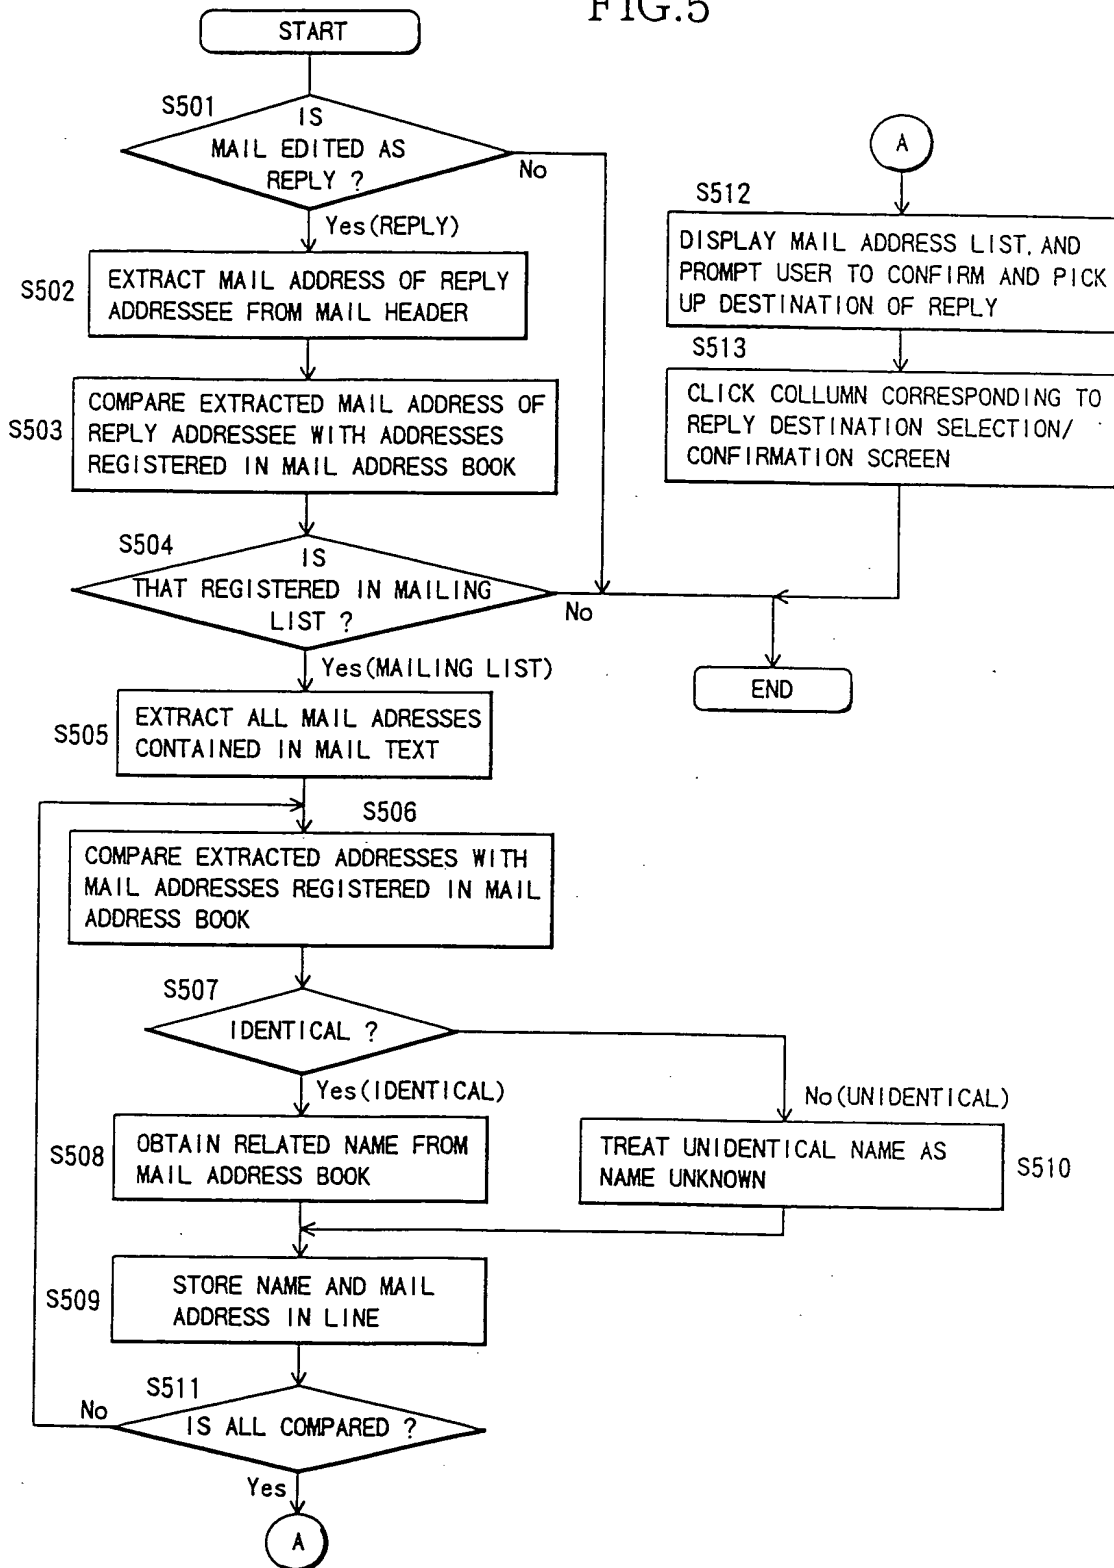 FIG.5
START
S501
IS
MAIL EDITED AS
REPLY ?
No
Yes(REPLY)
S502
EXTRACT MAIL ADDRESS OF REPLY
ADDRESSEE FROM MAIL HEADER
S503
COMPARE EXTRACTED MAIL ADDRESS OF
REPLY ADDRESSEE WITH ADDRESSES
REGISTERED IN MAIL ADDRESS BOOK
S504
IS
THAT REGISTERED IN MAILING
LIST ?
No
Yes(MAILING LIST)
S505
EXTRACT ALL MAIL ADRESSES
CONTAINED IN MAIL TEXT
S506
COMPARE EXTRACTED ADDRESSES WITH
MAIL ADDRESSES REGISTERED IN MAIL
ADDRESS BOOK
S507
IDENTICAL ?
Yes(IDENTICAL)
No(UNIDENTICAL)
S508
OBTAIN RELATED NAME FROM
MAIL ADDRESS BOOK
TREAT UNIDENTICAL NAME AS
NAME UNKNOWN
S510
S509
STORE NAME AND MAIL
ADDRESS IN LINE
S511
No
IS ALL COMPARED ?
Yes
A
A
S512
DISPLAY MAIL ADDRESS LIST, AND
PROMPT USER TO CONFIRM AND PICK
UP DESTINATION OF REPLY
S513
CLICK COLLUMN CORRESPONDING TO
REPLY DESTINATION SELECTION/
CONFIRMATION SCREEN
END